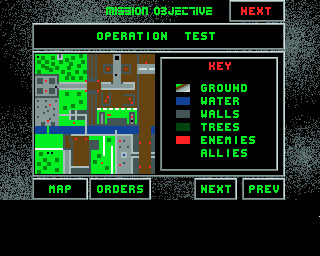 MISSION OBJECTIVE
NEXT
OPERATION TEST
KEY
GROUND
WATER
WALLS
TREES
ENEMIES
ALLIES
MAP
ORDERS
NEXT
PREV